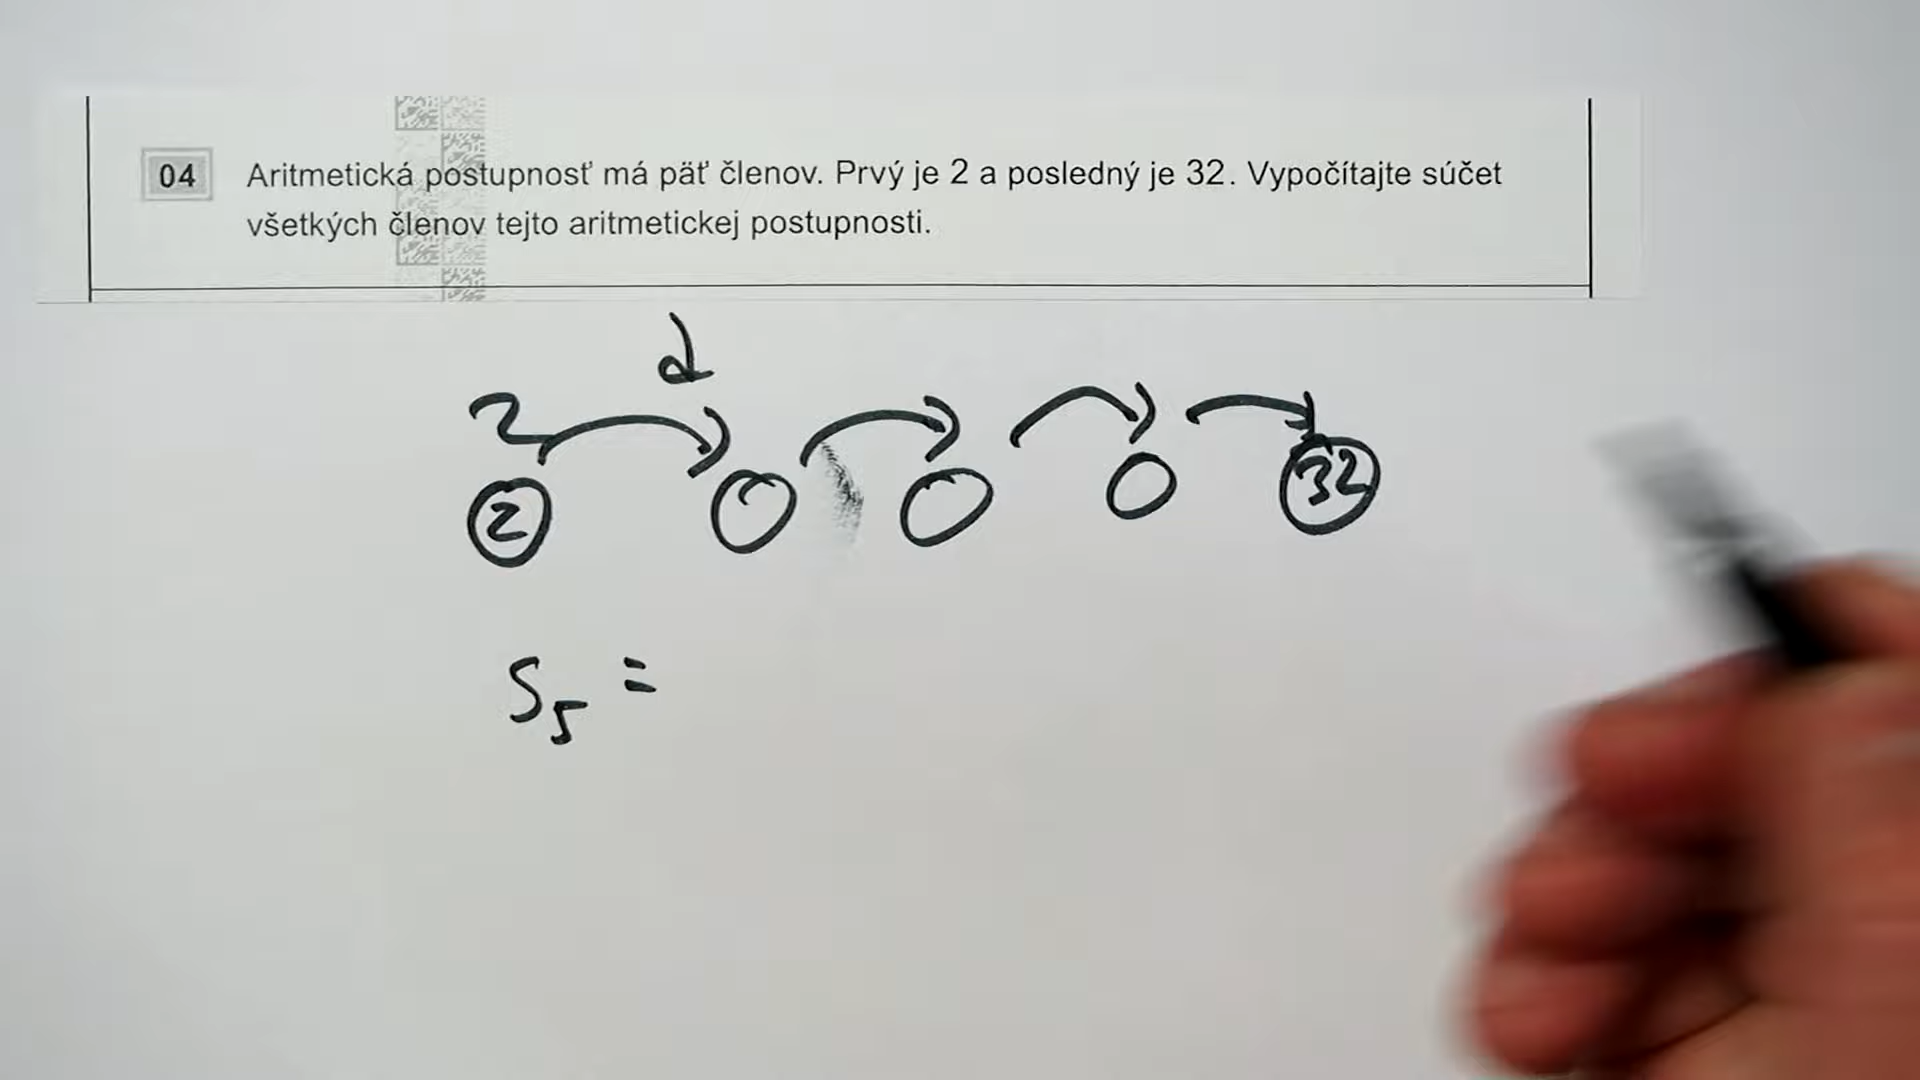 04 Aritmetická postupnosť má päť členov. Prvý je 2 a posledný je 32. Vypočítajte súčet
všetkých členov tejto aritmetickej postupnosti.
d
2
2 32
S5 =